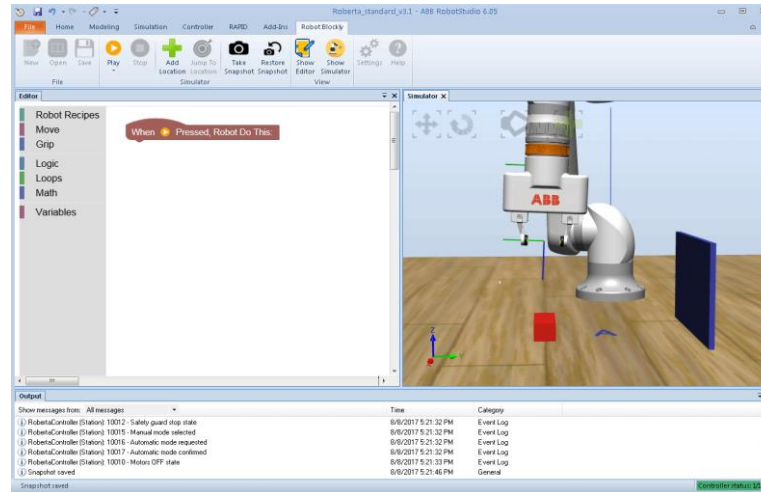 Roberta_standard_v3.1 - ABB RobotStudio 6.05
File Home Modeling Simulation Controller RAPID Add-Ins Robot Blockly
New Open Save Play Stop Add Location Jump To Location Take Snapshot Restore Snapshot Show Editor Show Simulator Settings Help
File Simulator View
Editor
Simulator
Robot Recipes
Move
Grip
Logic
Loops
Math
Variables
When Pressed, Robot Do This:
ABB
A
Z
Output
Show messages from: All messages Time Category
RobertaController (Station): 10012 - Safety guard stop state 8/8/2017 5:21:32 PM Event Log
RobertaController (Station): 10015 - Manual mode selected 8/8/2017 5:21:32 PM Event Log
RobertaController (Station): 10016 - Automatic mode requested 8/8/2017 5:21:32 PM Event Log
RobertaController (Station): 10017 - Automatic mode confirmed 8/8/2017 5:21:32 PM Event Log
RobertaController (Station): 10010 - Motors OFF state 8/8/2017 5:21:33 PM Event Log
Snapshot saved 8/8/2017 5:21:46 PM General
Snapshot saved Controller status: 1/1